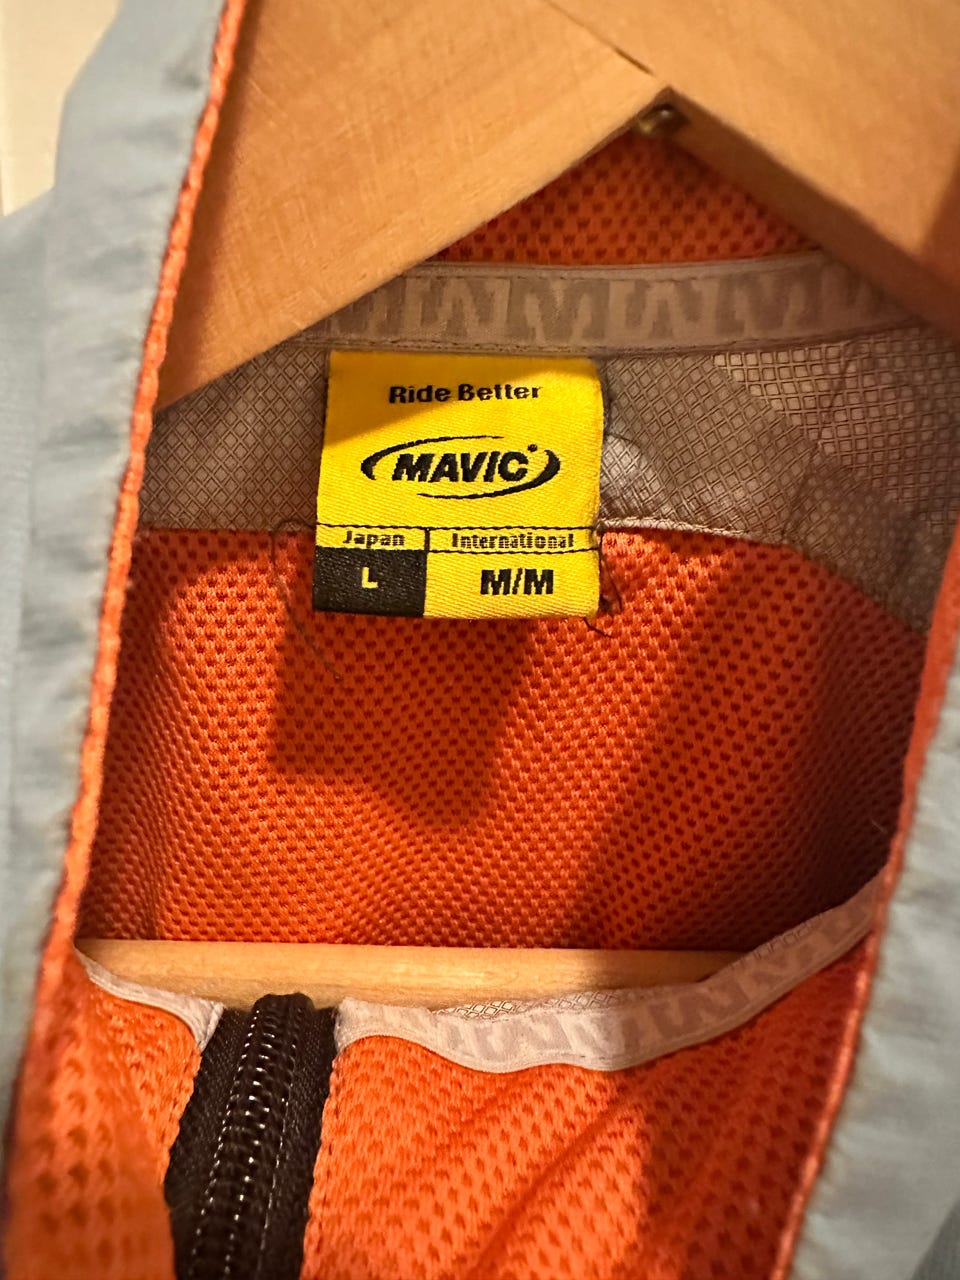 Ride Better
MAVIC
Japan International
L M/M